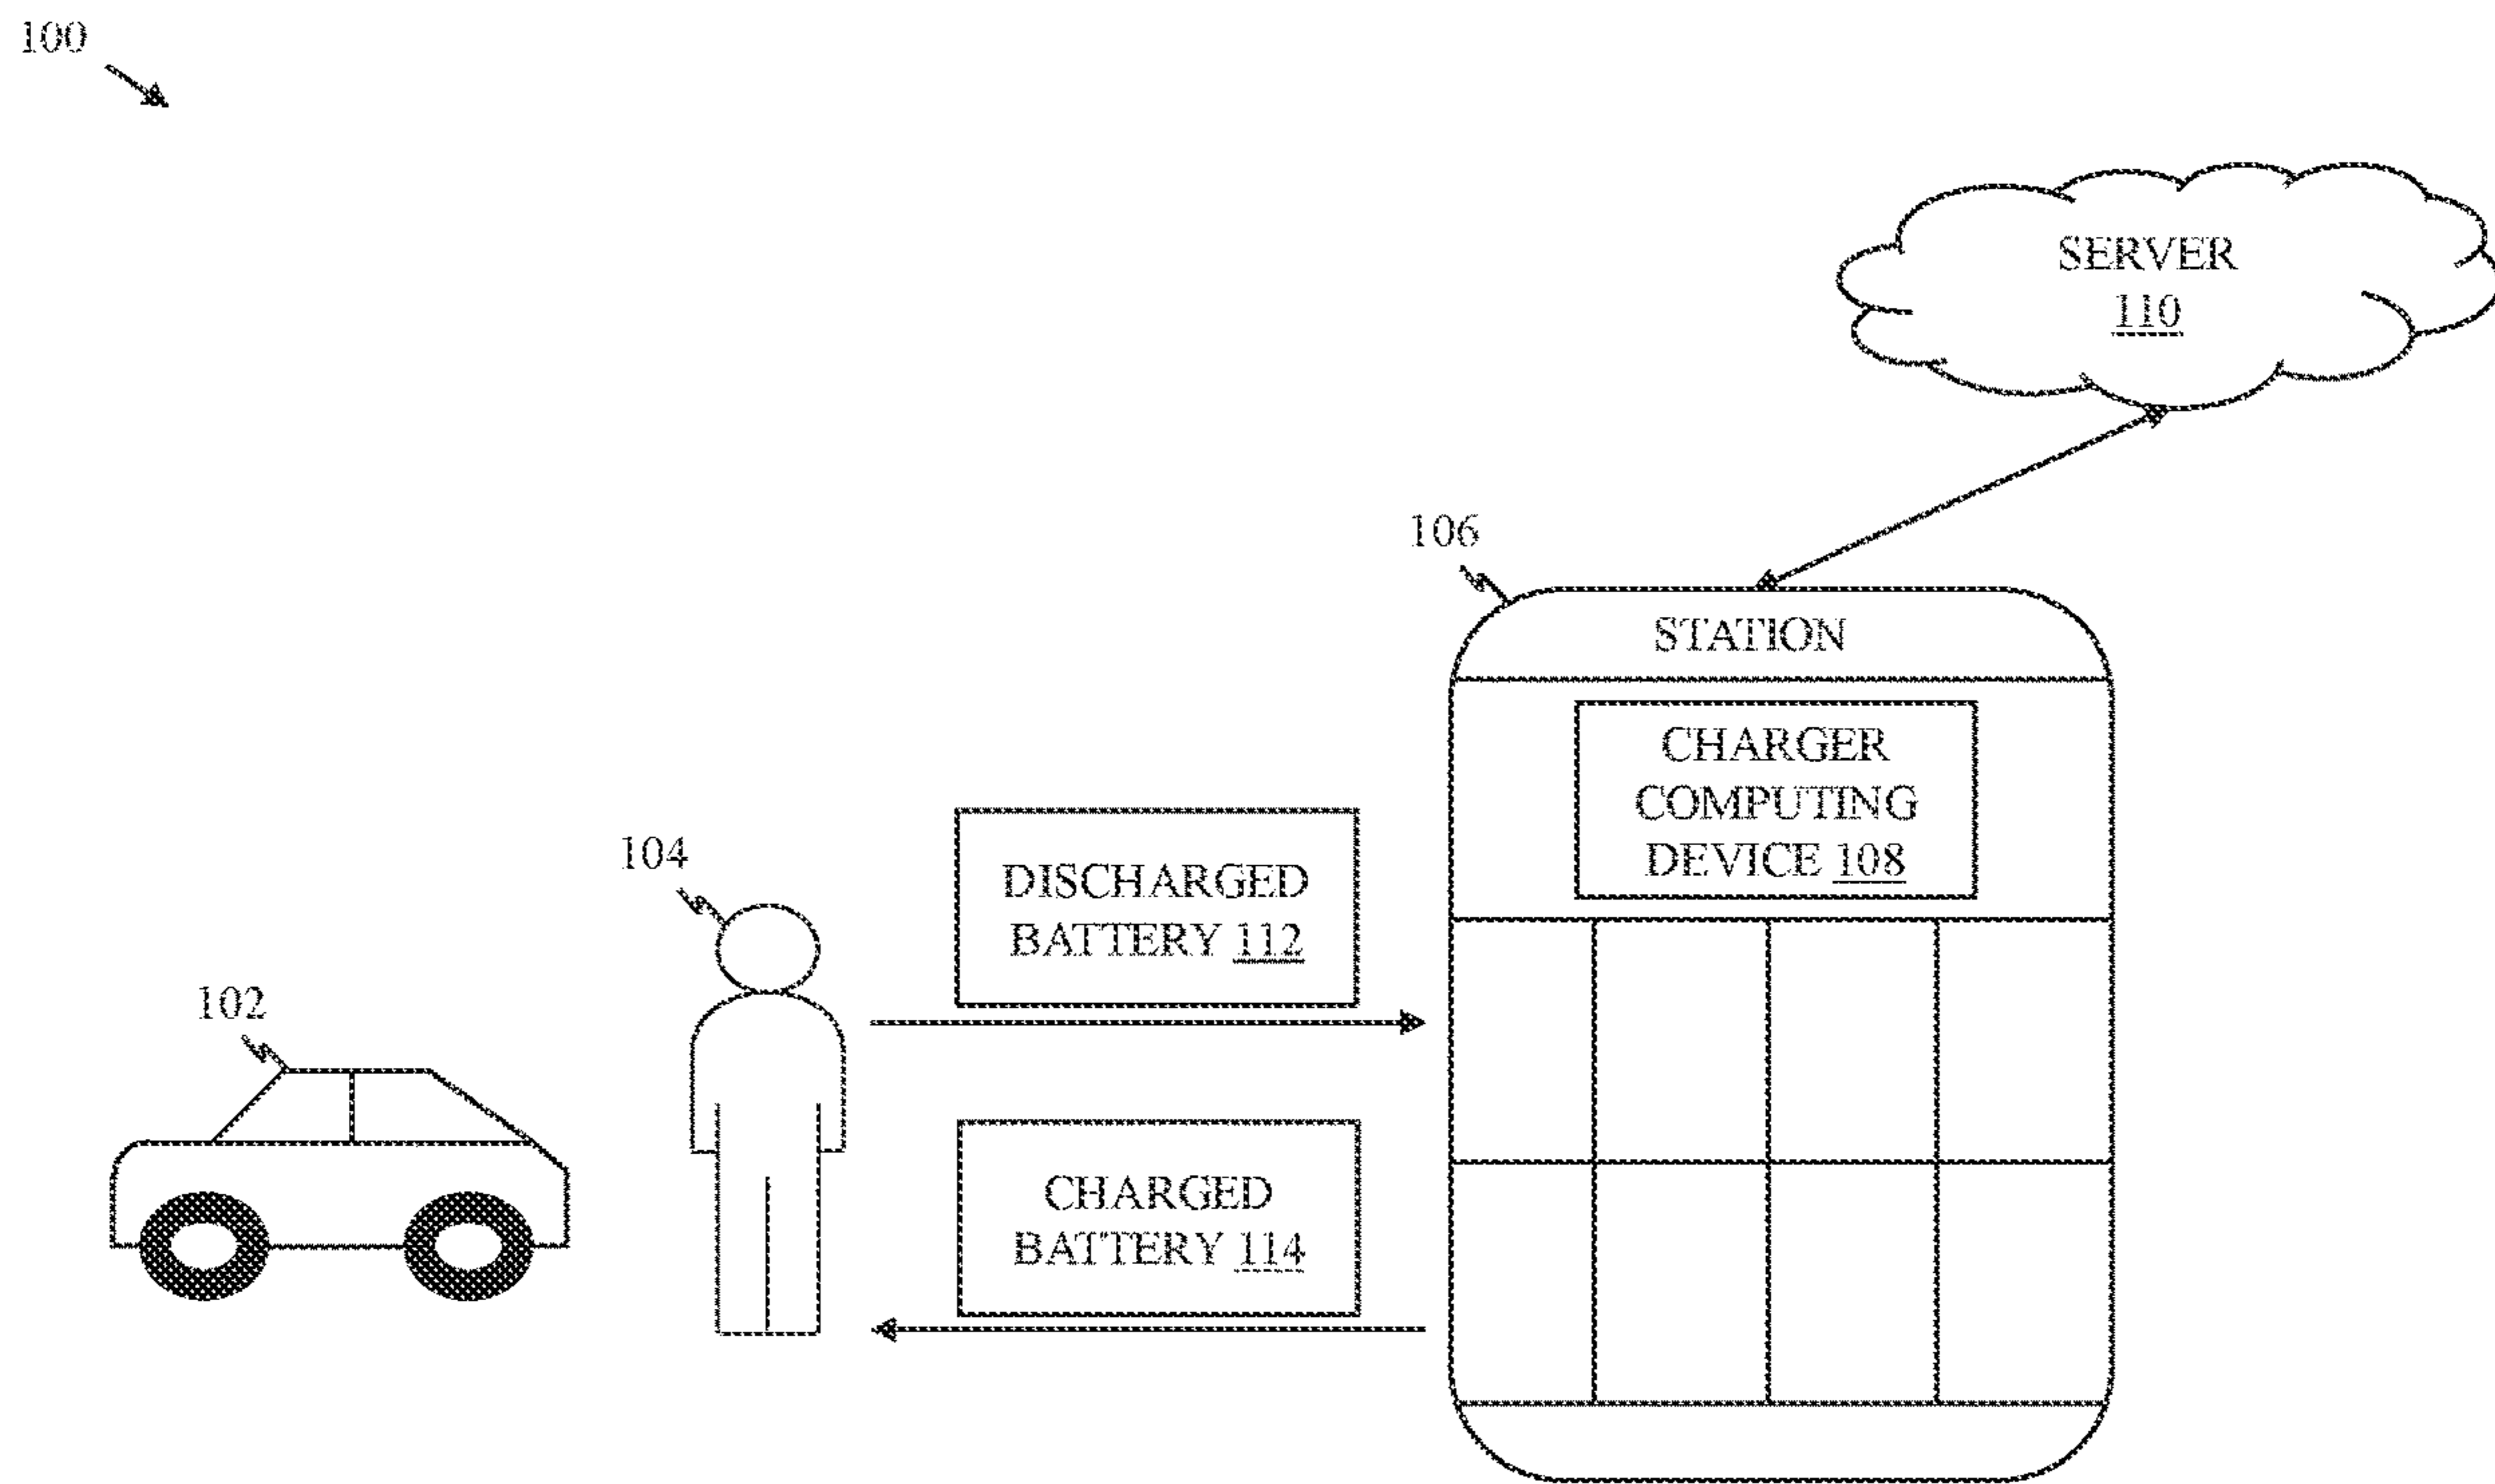 100
SERVER
110
106
STATION
CHARGER
COMPUTING
DEVICE 108
104
DISCHARGED
BATTERY 112
102
CHARGED
BATTERY 114